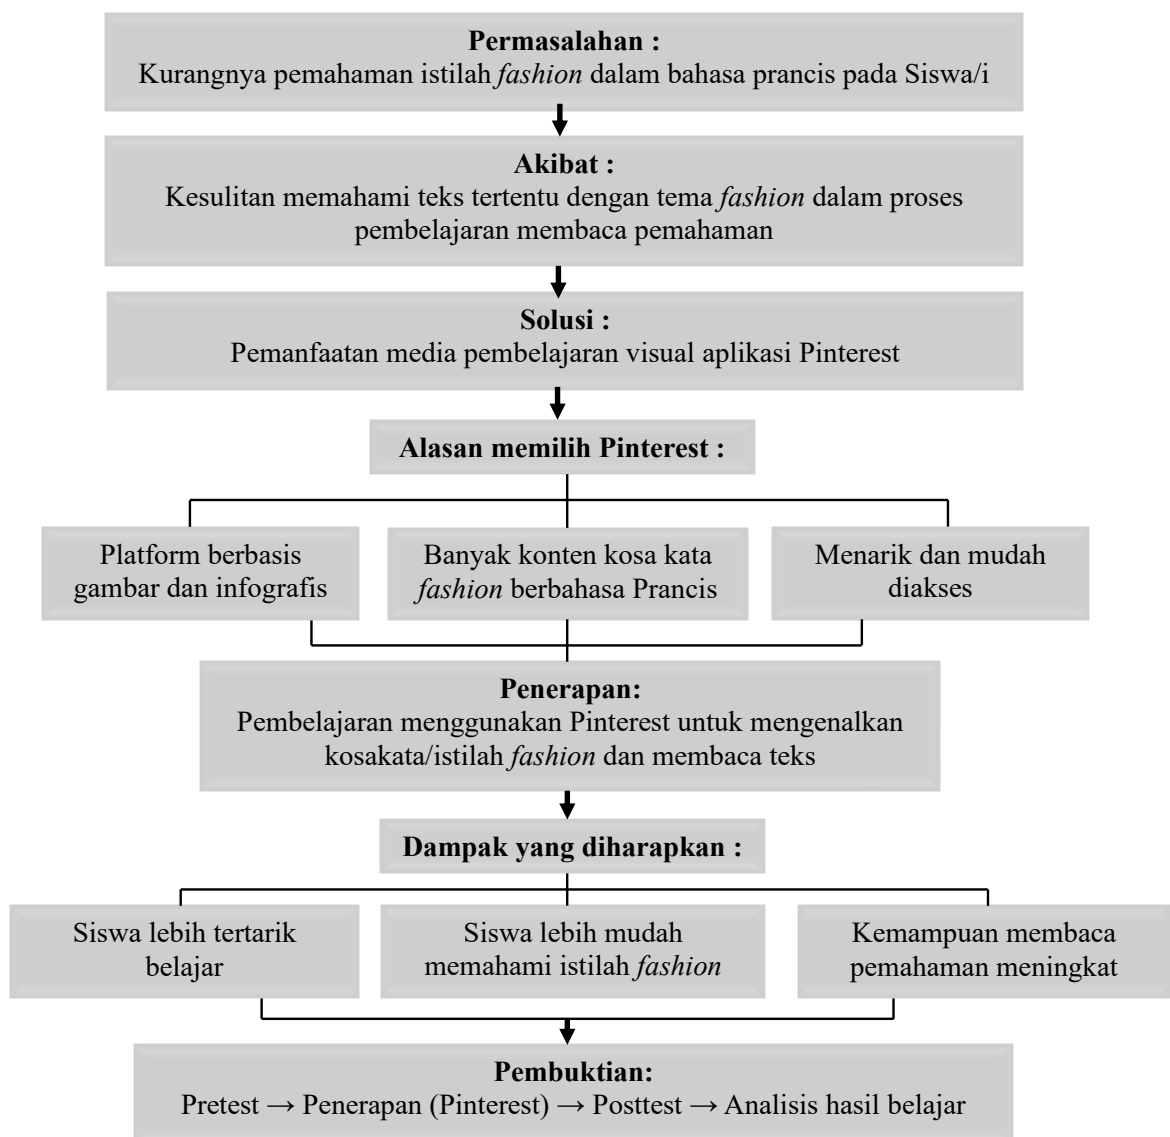 Permasalahan :
Kurangnya pemahaman istilah fashion dalam bahasa prancis pada Siswa/i
Akibat :
Kesulitan memahami teks tertentu dengan tema fashion dalam proses
pembelajaran membaca pemahaman
Solusi :
Pemanfaatan media pembelajaran visual aplikasi Pinterest
Alasan memilih Pinterest :
Platform berbasis
gambar dan infografis
Banyak konten kosa kata
fashion berbahasa Prancis
Menarik dan mudah
diakses
Penerapan:
Pembelajaran menggunakan Pinterest untuk mengenalkan
kosakata/istilah fashion dan membaca teks
Dampak yang diharapkan :
Siswa lebih tertarik
belajar
Siswa lebih mudah
memahami istilah fashion
Kemampuan membaca
pemahaman meningkat
Pembuktian:
Pretest → Penerapan (Pinterest) → Posttest → Analisis hasil belajar